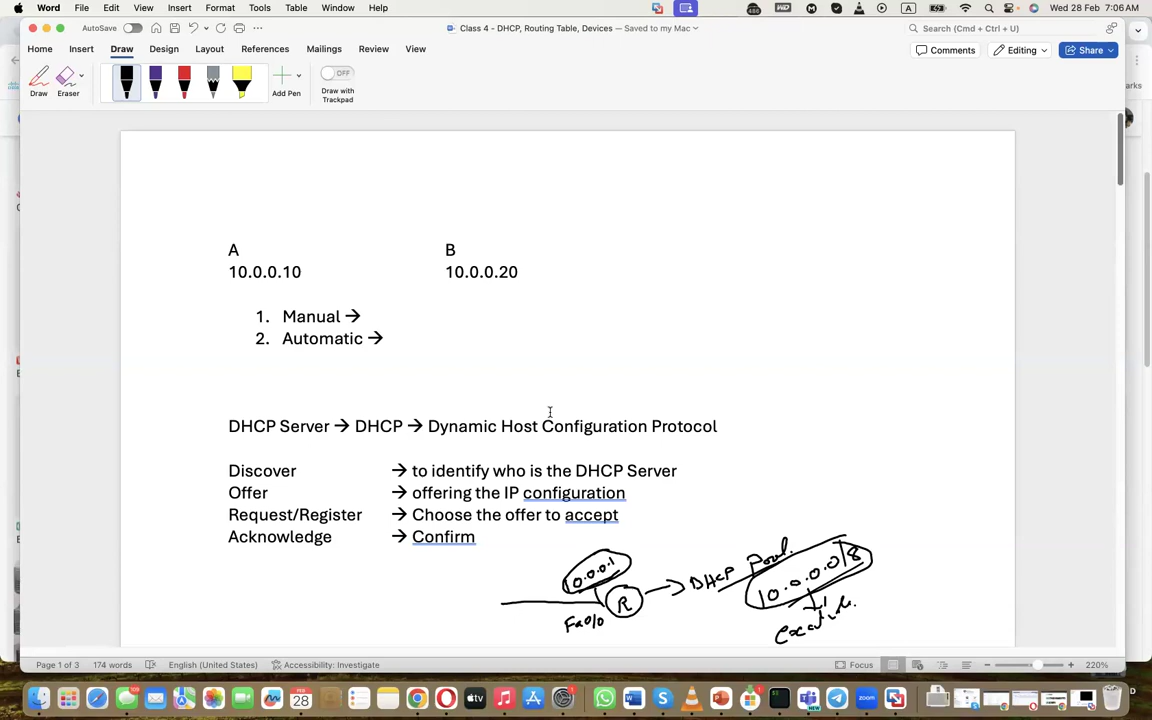 Word File Edit View Insert Format Tools Table Window Help Wed 28 Feb 7:06 AM
AutoSave Class 4 - DHCP, Routing Table, Devices — Saved to my Mac Search (Cmd + Ctrl + U)
Home Insert Draw Design Layout References Mailings Review View Comments Editing Share
OFF
Draw Eraser Add Pen Draw with
Trackpad
A B
10.0.0.10 10.0.0.20
1. Manual →
2. Automatic →
DHCP Server → DHCP → Dynamic Host Configuration Protocol
Discover → to identify who is the DHCP Server
Offer → offering the IP configuration
Request/Register → Choose the offer to accept
Acknowledge → Confirm
10.0.0.1 R → DHCP Pool. 10.0.0.0/8
Fa0/0
Page 1 of 3 174 words English (United States) Accessibility: Investigate Focus 220%